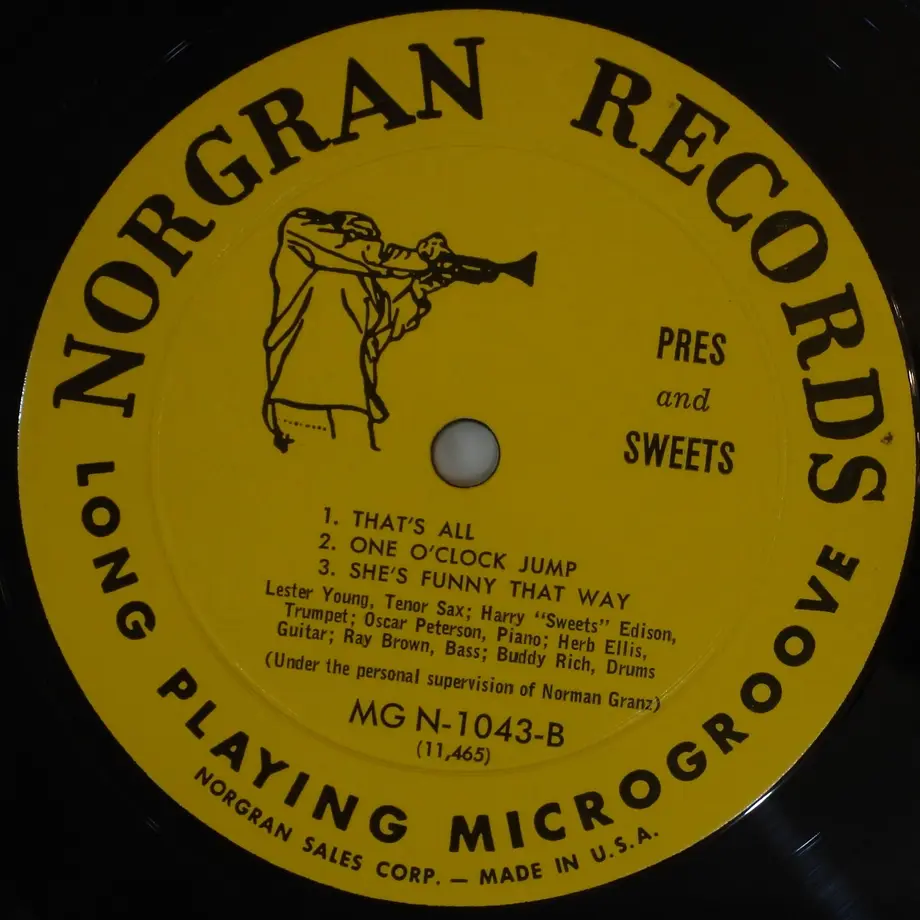 NORGRAN RECORDS
PRES
and
SWEETS
1. THAT'S ALL
2. ONE O'CLOCK JUMP
3. SHE'S FUNNY THAT WAY
Lester Young, Tenor Sax; Harry "Sweets" Edison,
Trumpet; Oscar Peterson, Piano; Herb Ellis,
Guitar; Ray Brown, Bass; Buddy Rich, Drums
(Under the personal supervision of Norman Granz)
MG N-1043-B
(11,465)
LONG PLAYING MICROGROOVE
NORGRAN SALES CORP. — MADE IN U.S.A.